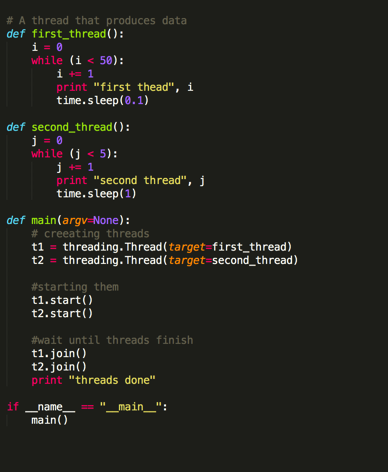 # A thread that produces data
def first_thread():
    i = 0
    while (i < 50):
        i += 1
        print "first thead", i
        time.sleep(0.1)

def second_thread():
    j = 0
    while (j < 5):
        j += 1
        print "second thread", j
        time.sleep(1)

def main(argv=None):
    # creeating threads
    t1 = threading.Thread(target=first_thread)
    t2 = threading.Thread(target=second_thread)

    #starting them
    t1.start()
    t2.start()

    #wait until threads finish
    t1.join()
    t2.join()
    print "threads done"

if __name__ == "__main__":
    main()